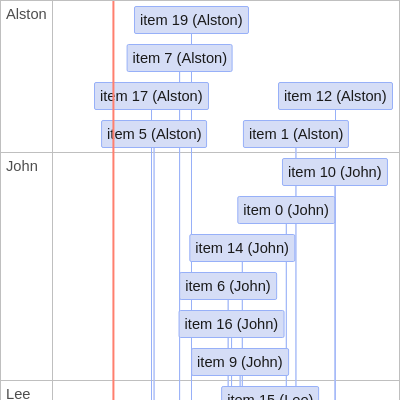 Alston
item 19 (Alston)
item 7 (Alston)
item 17 (Alston)
item 12 (Alston)
item 5 (Alston)
item 1 (Alston)
John
item 10 (John)
item 0 (John)
item 14 (John)
item 6 (John)
item 16 (John)
item 9 (John)
Lee
item 15 (Lee)